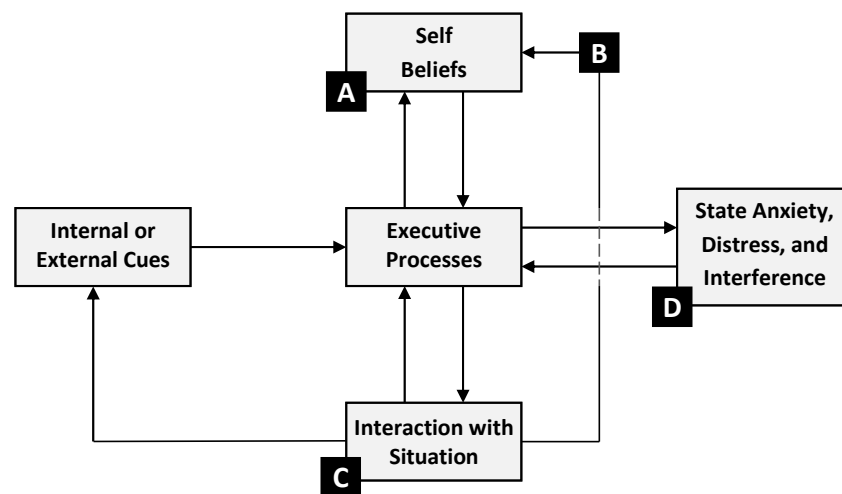 Self
Beliefs
A
B
Internal or
External Cues
Executive
Processes
State Anxiety,
Distress, and
Interference
D
Interaction with
Situation
C